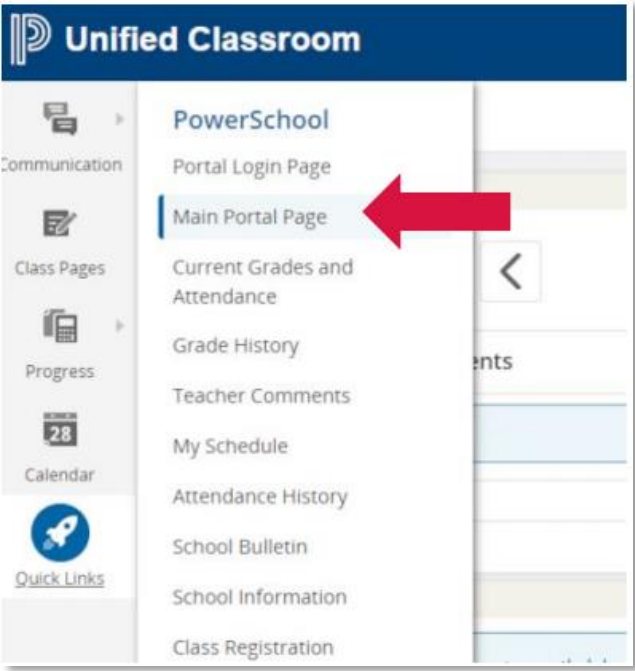 Unified Classroom
Communication
Class Pages
Progress
28
Calendar
Quick Links
PowerSchool
Portal Login Page
Main Portal Page
Current Grades and
Attendance
Grade History
Teacher Comments
My Schedule
Attendance History
School Bulletin
School Information
Class Registration
ents